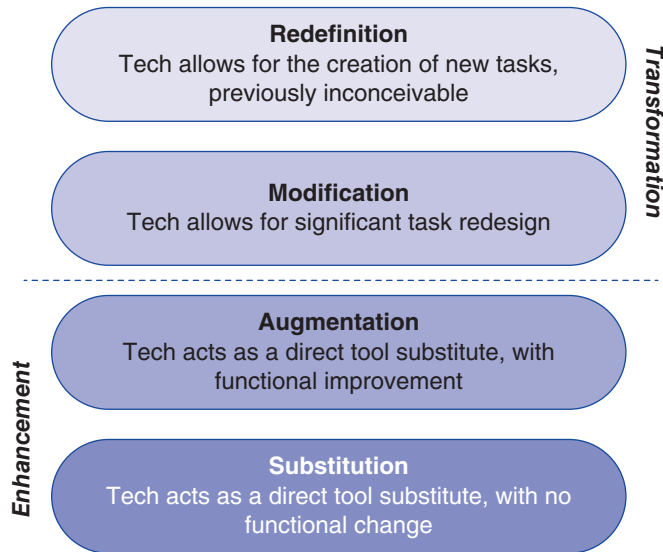 Redefinition
Tech allows for the creation of new tasks,
previously inconceivable
Transformation
Modification
Tech allows for significant task redesign
Augmentation
Tech acts as a direct tool substitute, with
functional improvement
Enhancement
Substitution
Tech acts as a direct tool substitute, with no
functional change